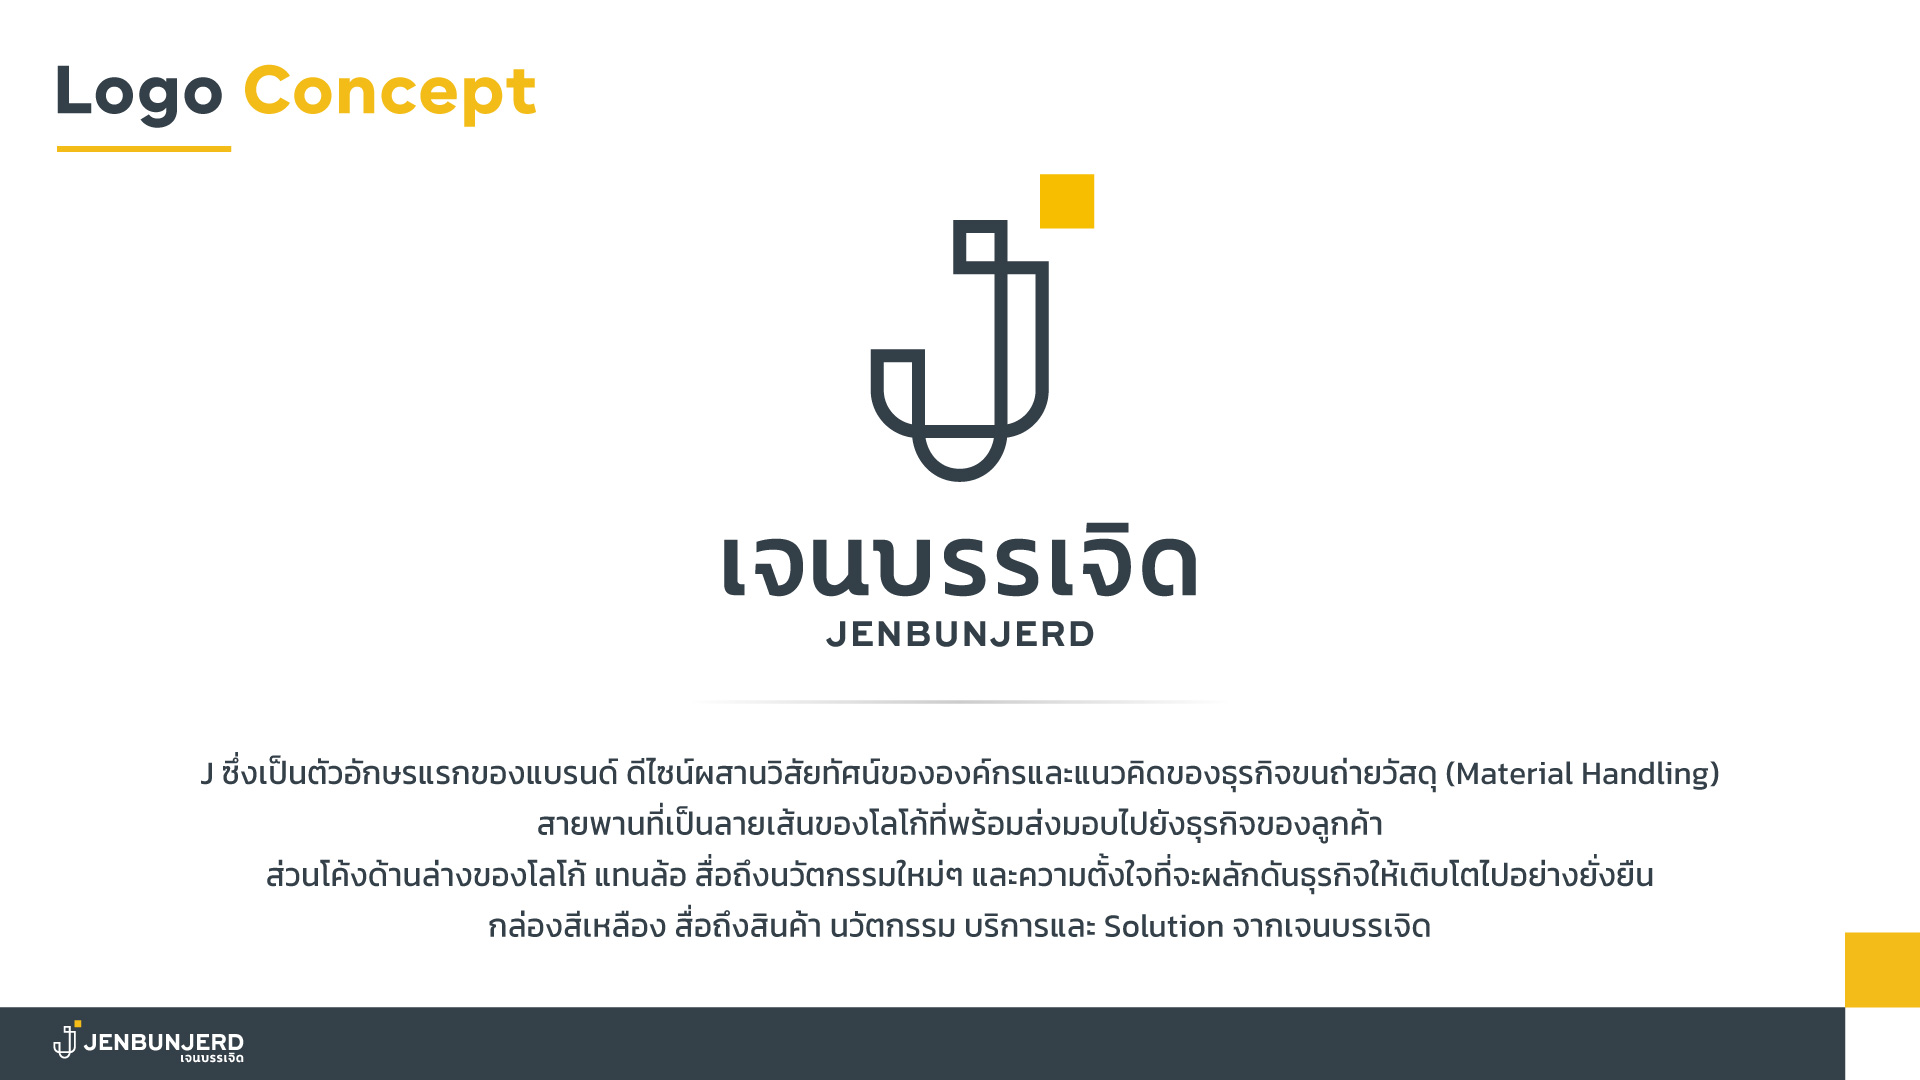 Logo Concept
เจนบรรเจิด
JENBUNJERD
J ซึ่งเป็นตัวอักษรแรกของแบรนด์ ดีไซน์ผสานวิสัยทัศน์ขององค์กรและแนวคิดของธุรกิจขนถ่ายวัสดุ (Material Handling)
สายพานที่เป็นลายเส้นของโลโก้ที่พร้อมส่งมอบไปยังธุรกิจของลูกค้า
ส่วนโค้งด้านล่างของโลโก้ แทนล้อ สื่อถึงนวัตกรรมใหม่ๆ และความตั้งใจที่จะผลักดันธุรกิจให้เติบโตไปอย่างยั่งยืน
กล่องสีเหลือง สื่อถึงสินค้า นวัตกรรม บริการและ Solution จากเจนบรรเจิด
JENBUNJERD
เจนบรรเจิด